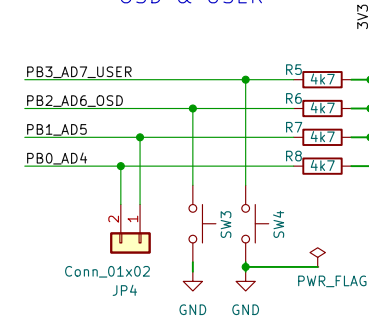 OSD & USER
3V3
PB3_AD7_USER
R5
4k7
PB2_AD6_OSD
R6
4k7
PB1_AD5
R7
4k7
PB0_AD4
R8
4k7
2
1
SW3
SW4
Conn_01x02
JP4
PWR_FLAG
GND
GND